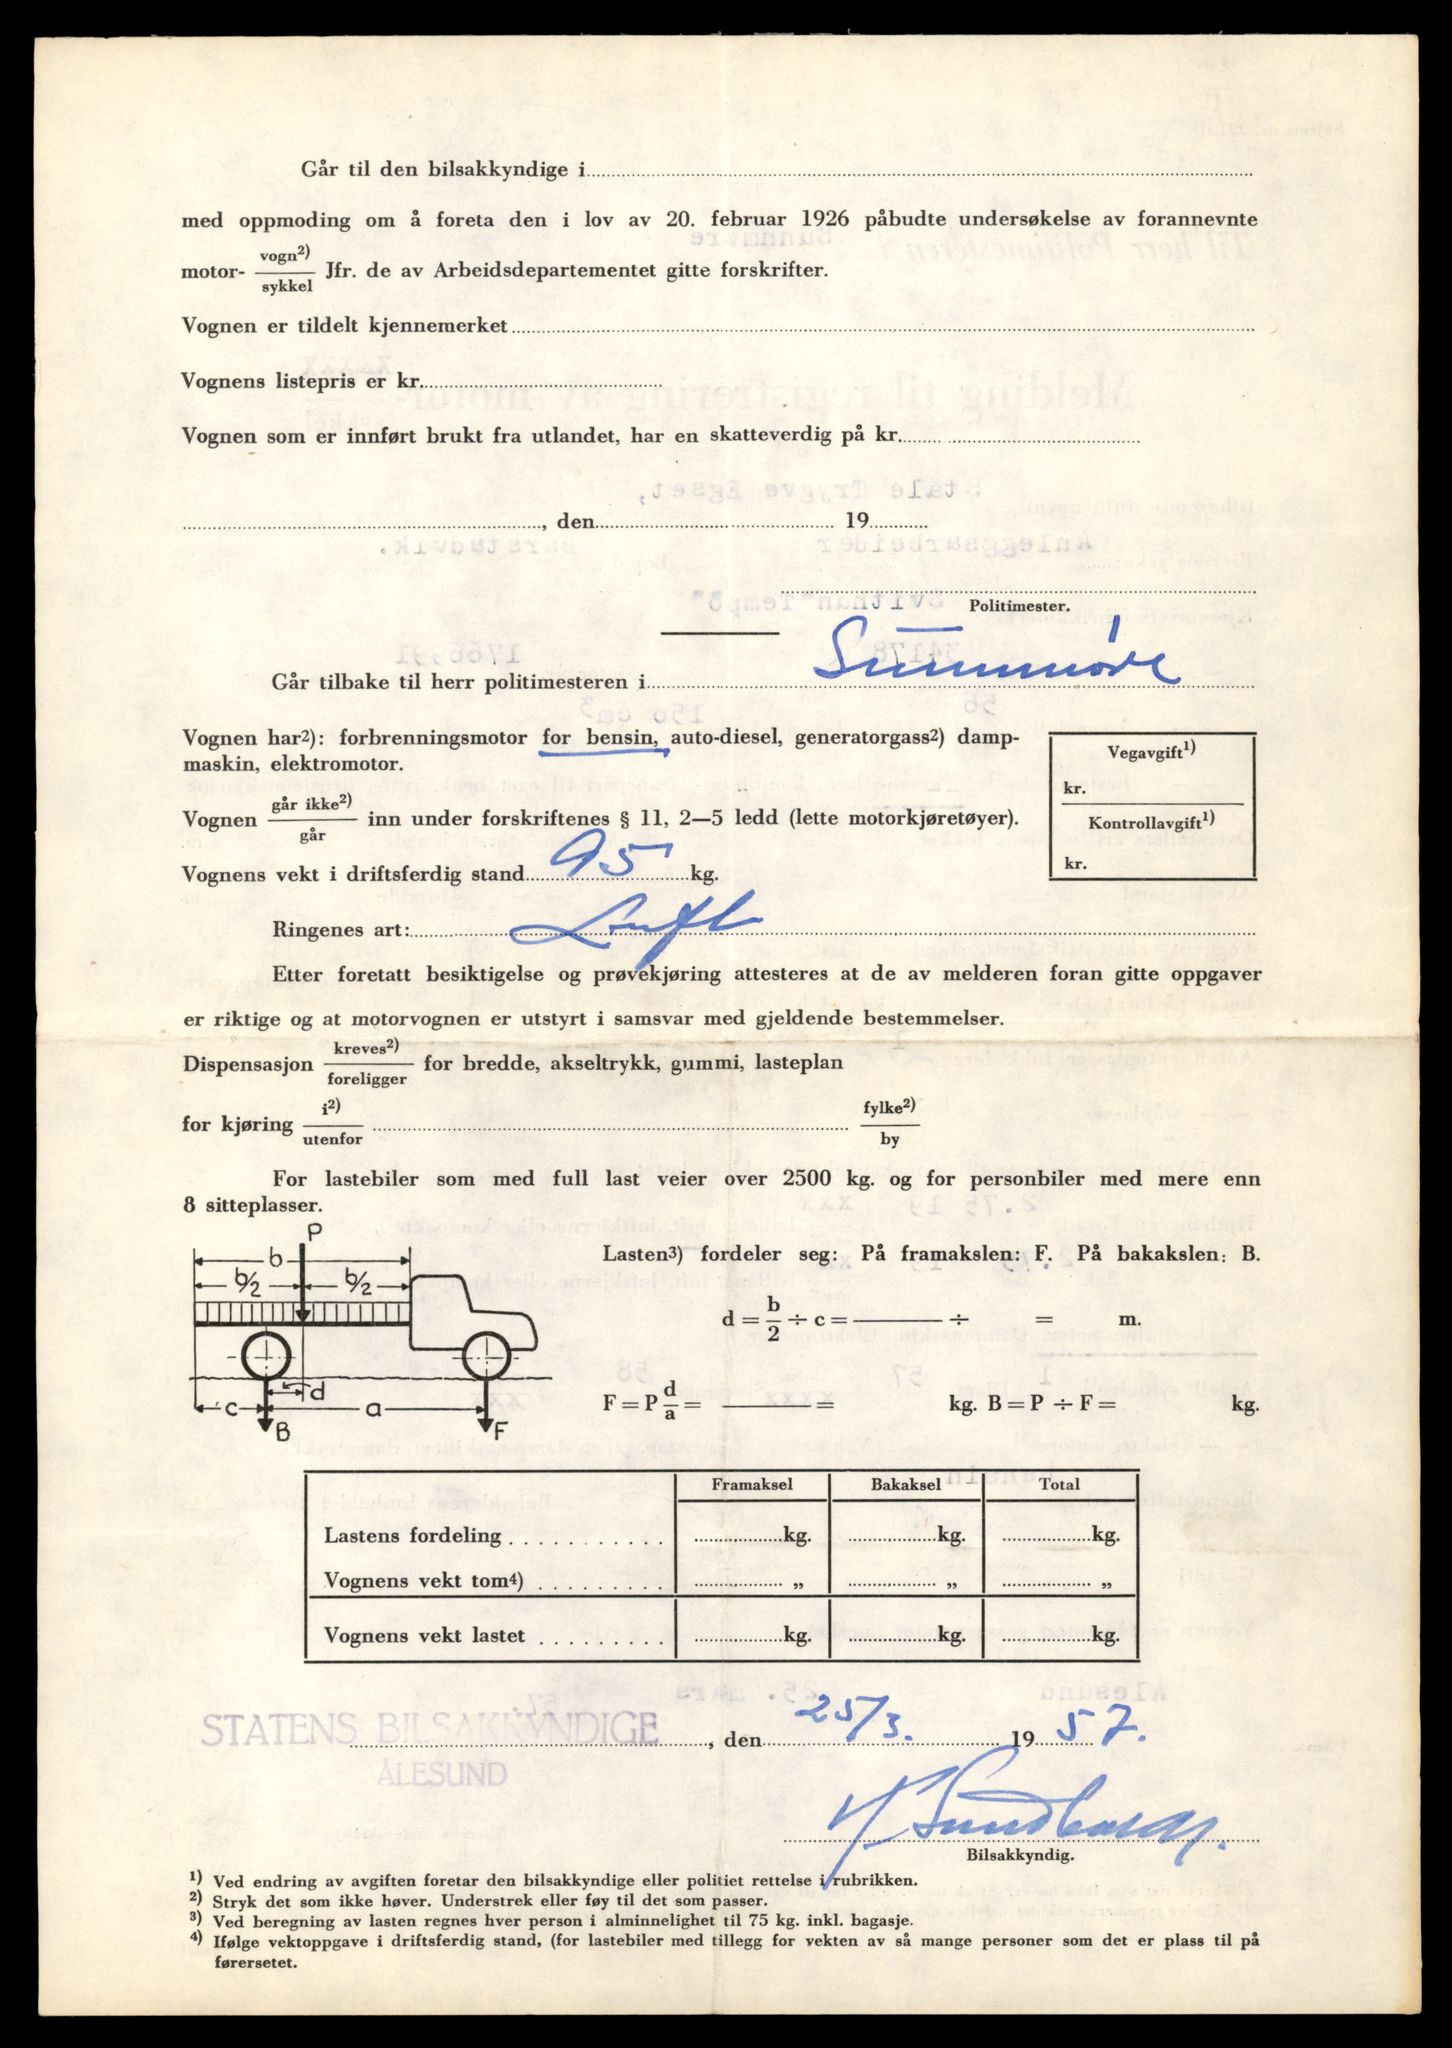 Går til den bilsakkyndige i
med oppmoding om å foreta den i lov av 20. februar 1926 påbudte undersøkelse av forannevnte
motor- vogn2) / sykkel Jfr. de av Arbeidsdepartementet gitte forskrifter.
Vognen er tildelt kjennemerket
Vognens listepris er kr.
Vognen som er innført brukt fra utlandet, har en skatteverdig på kr.
, den 19
Politimester.
Går tilbake til herr politimesteren i Sunnmøre
Vognen har2): forbrenningsmotor for bensin, auto-diesel, generatorgass2) damp-
maskin, elektromotor.
Vegavgift1)
kr.
Kontrollavgift1)
kr.
Vognen går ikke2) / går inn under forskriftenes § 11, 2—5 ledd (lette motorkjøretøyer).
Vognens vekt i driftsferdig stand 95 kg.
Ringenes art: Luft
Etter foretatt besiktigelse og prøvekjøring attesteres at de av melderen foran gitte oppgaver
er riktige og at motorvognen er utstyrt i samsvar med gjeldende bestemmelser.
Dispensasjon kreves2) / foreligger for bredde, akseltrykk, gummi, lasteplan
for kjøring i2) / utenfor fylke2) / by
For lastebiler som med full last veier over 2500 kg. og for personbiler med mere enn
8 sitteplasser.
P
b
b/2 b/2
d
c a
B F
Lasten3) fordeler seg: På framakslen: F. På bakakslen: B.
d = b/2 ÷ c = ÷ = m.
F = P d/a = = kg. B = P ÷ F = kg.
Framaksel Bakaksel Total
Lastens fordeling kg. kg. kg.
Vognens vekt tom4) „ „ „
Vognens vekt lastet kg. kg. kg.
STATENS BILSAKKYNDIGE
ÅLESUND
, den 25/3. 1957.
Bilsakkyndig.
1) Ved endring av avgiften foretar den bilsakkyndige eller politiet rettelse i rubrikken.
2) Stryk det som ikke høver. Understrek eller føy til det som passer.
3) Ved beregning av lasten regnes hver person i alminnelighet til 75 kg. inkl. bagasje.
4) Ifølge vektoppgave i driftsferdig stand, (for lastebiler med tillegg for vekten av så mange personer som det er plass til på
førersetet.